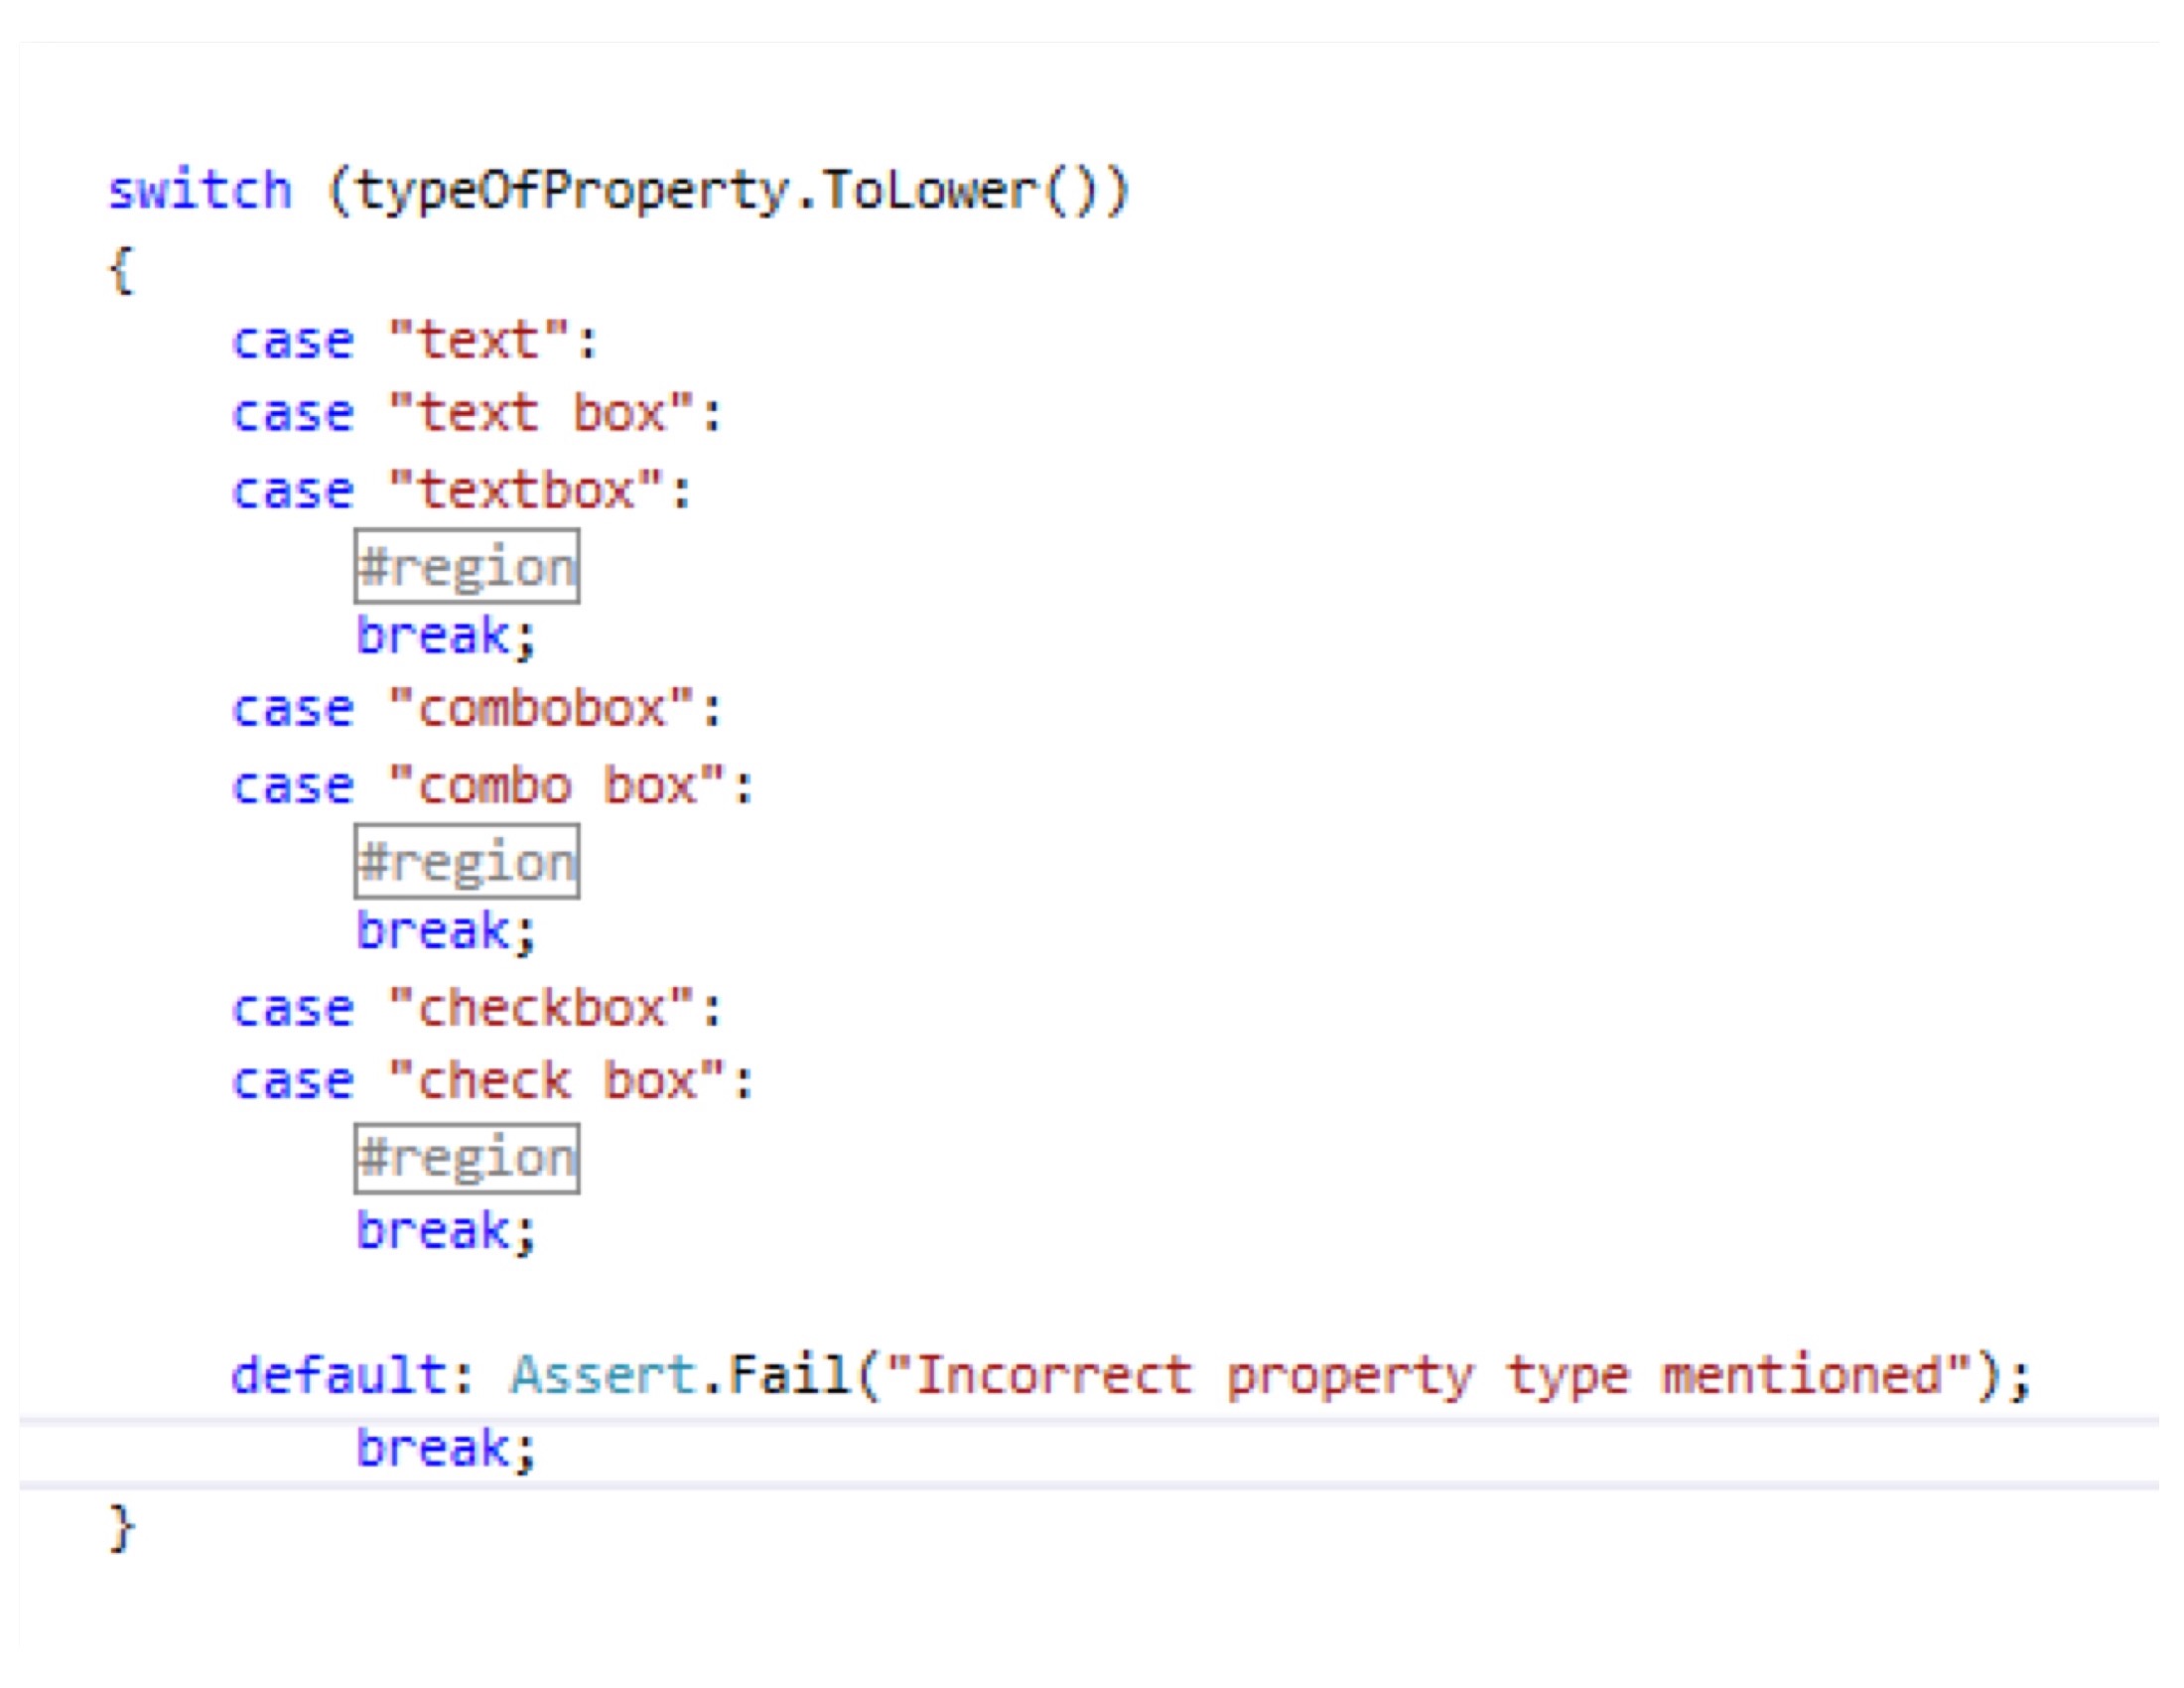 switch (typeOfProperty.ToLower())
{
case "text":
case "text box":
case "textbox":
#region
break;
case "combobox":
case "combo box":
#region
break;
case "checkbox":
case "check box":
#region
break;
default: Assert.Fail("Incorrect property type mentioned");
break;
}